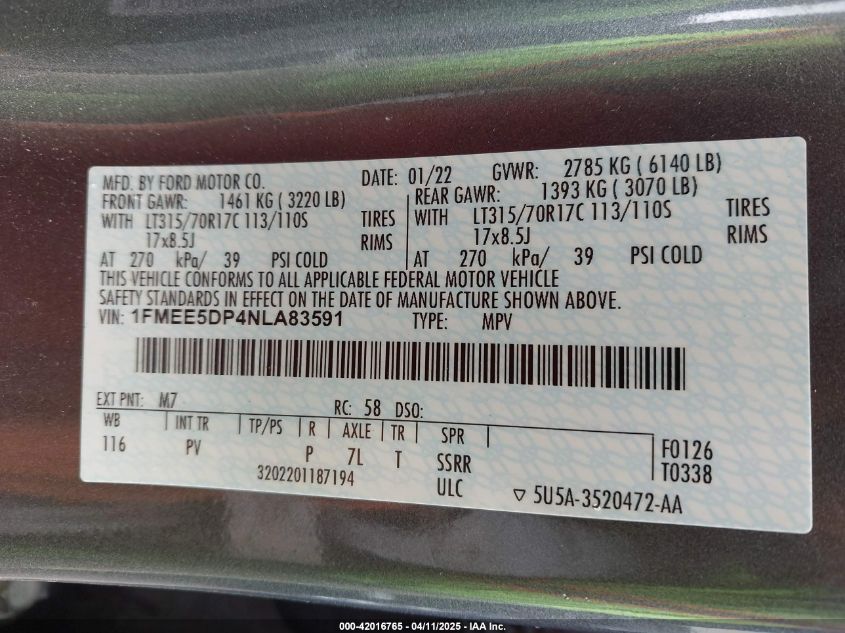 MFD. BY FORD MOTOR CO. DATE: 01/22 GVWR: 2785 KG ( 6140 LB)
FRONT GAWR: 1461 KG ( 3220 LB) REAR GAWR: 1393 KG ( 3070 LB)
WITH LT315/70R17C 113/110S TIRES WITH LT315/70R17C 113/110S TIRES
17x8.5J RIMS 17x8.5J RIMS
AT 270 kPa/ 39 PSI COLD AT 270 kPa/ 39 PSI COLD
THIS VEHICLE CONFORMS TO ALL APPLICABLE FEDERAL MOTOR VEHICLE
SAFETY STANDARDS IN EFFECT ON THE DATE OF MANUFACTURE SHOWN ABOVE.
VIN: 1FMEE5DP4NLA83591 TYPE: MPV
EXT PNT: M7 RC: 58 DSO:
WB INT TR TP/PS R AXLE TR SPR F0126
116 PV P 7L T SSRR T0338
3202201187194 ULC ▽ 5U5A-3520472-AA
000-42016765 - 04/11/2025 - IAA Inc.